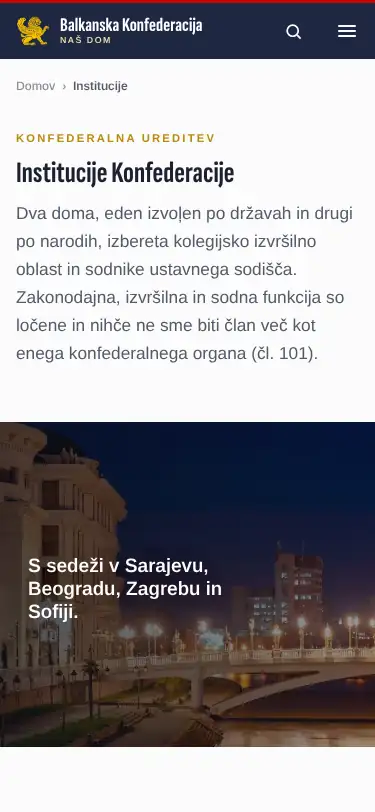 Balkanska Konfederacija
NAŠ DOM
Domov › Institucije
KONFEDERALNA UREDITEV
Institucije Konfederacije
Dva doma, eden izvoļen po državah in drugi
po narodih, izbereta kolegijsko izvršilno
oblast in sodnike ustavnega sodišča.
Zakonodajna, izvršilna in sodna funkcija so
ločene in nihče ne sme biti član več kot
enega konfederalnega organa (čl. 101).
S sedeži v Sarajevu,
Beogradu, Zagrebu in
Sofiji.